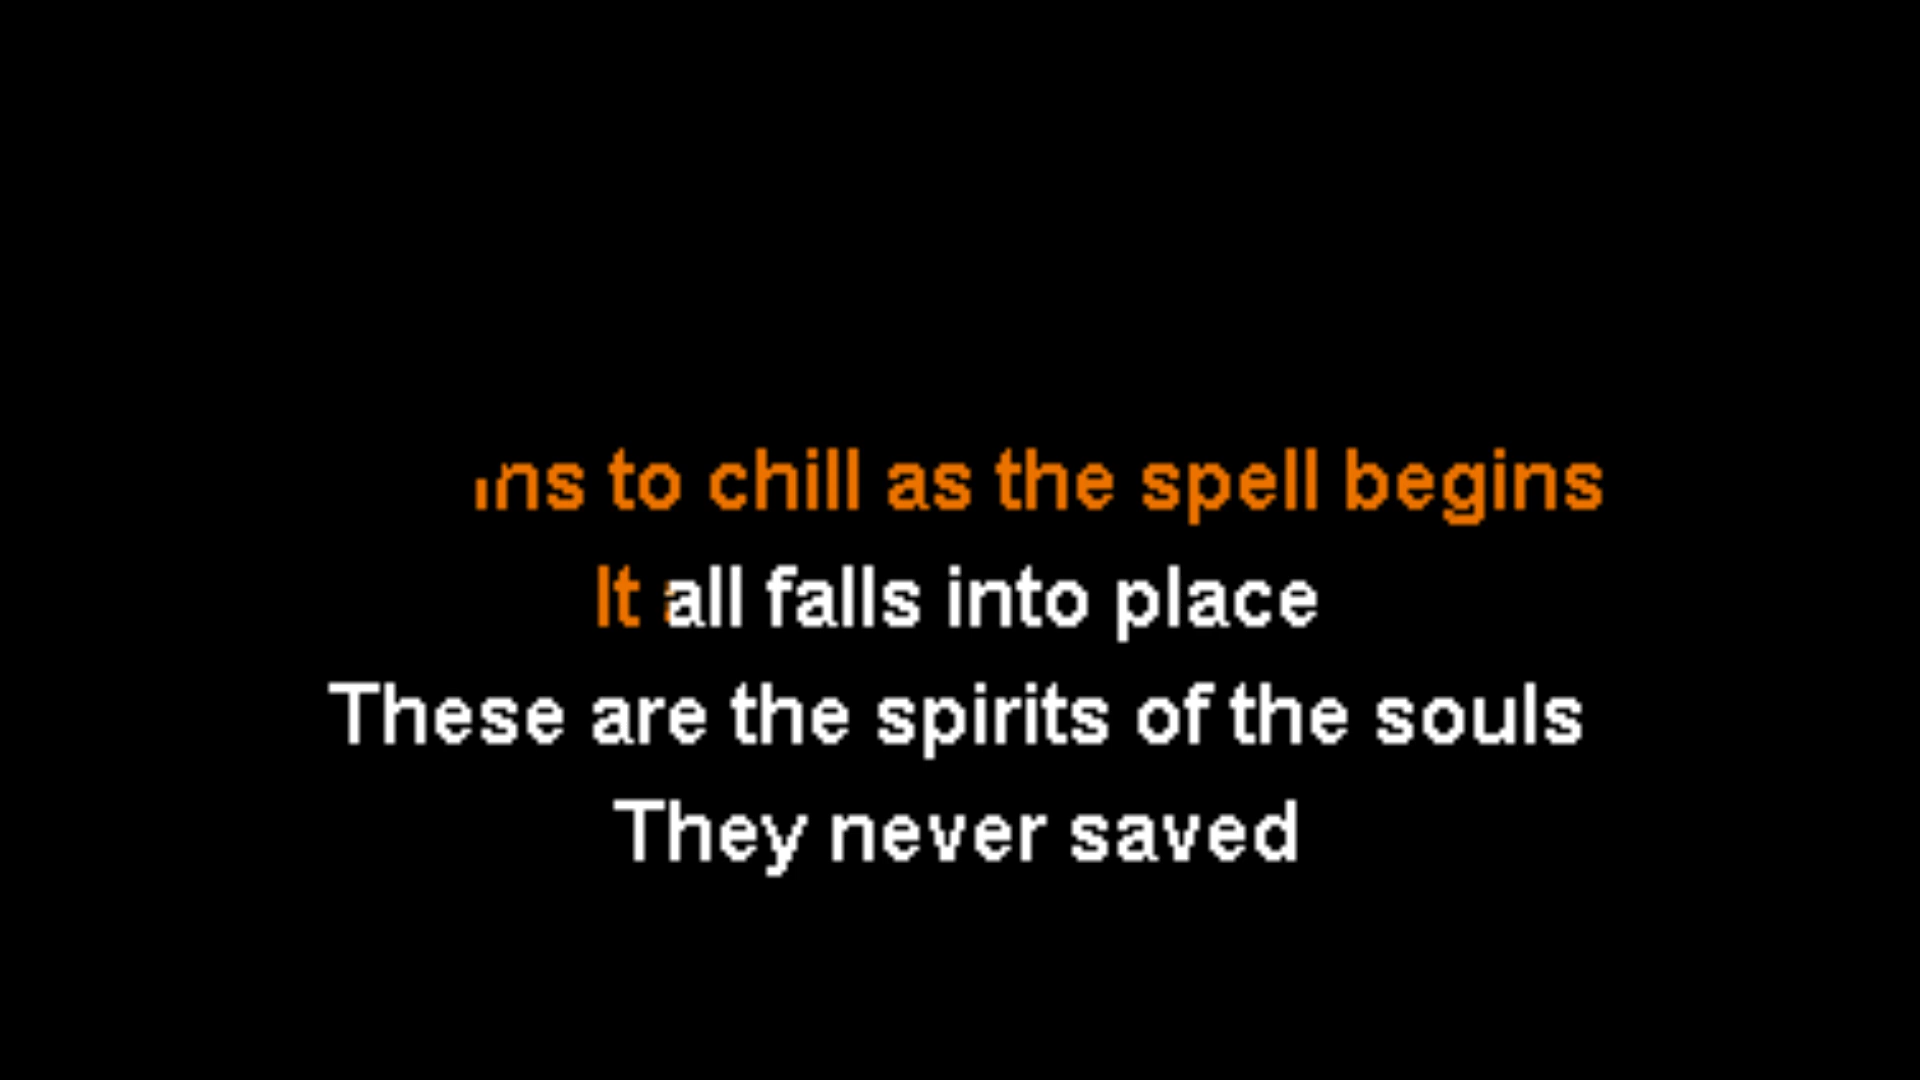 to chill as the spell begins
It all falls into place
These are the spirits of the souls
They never saved